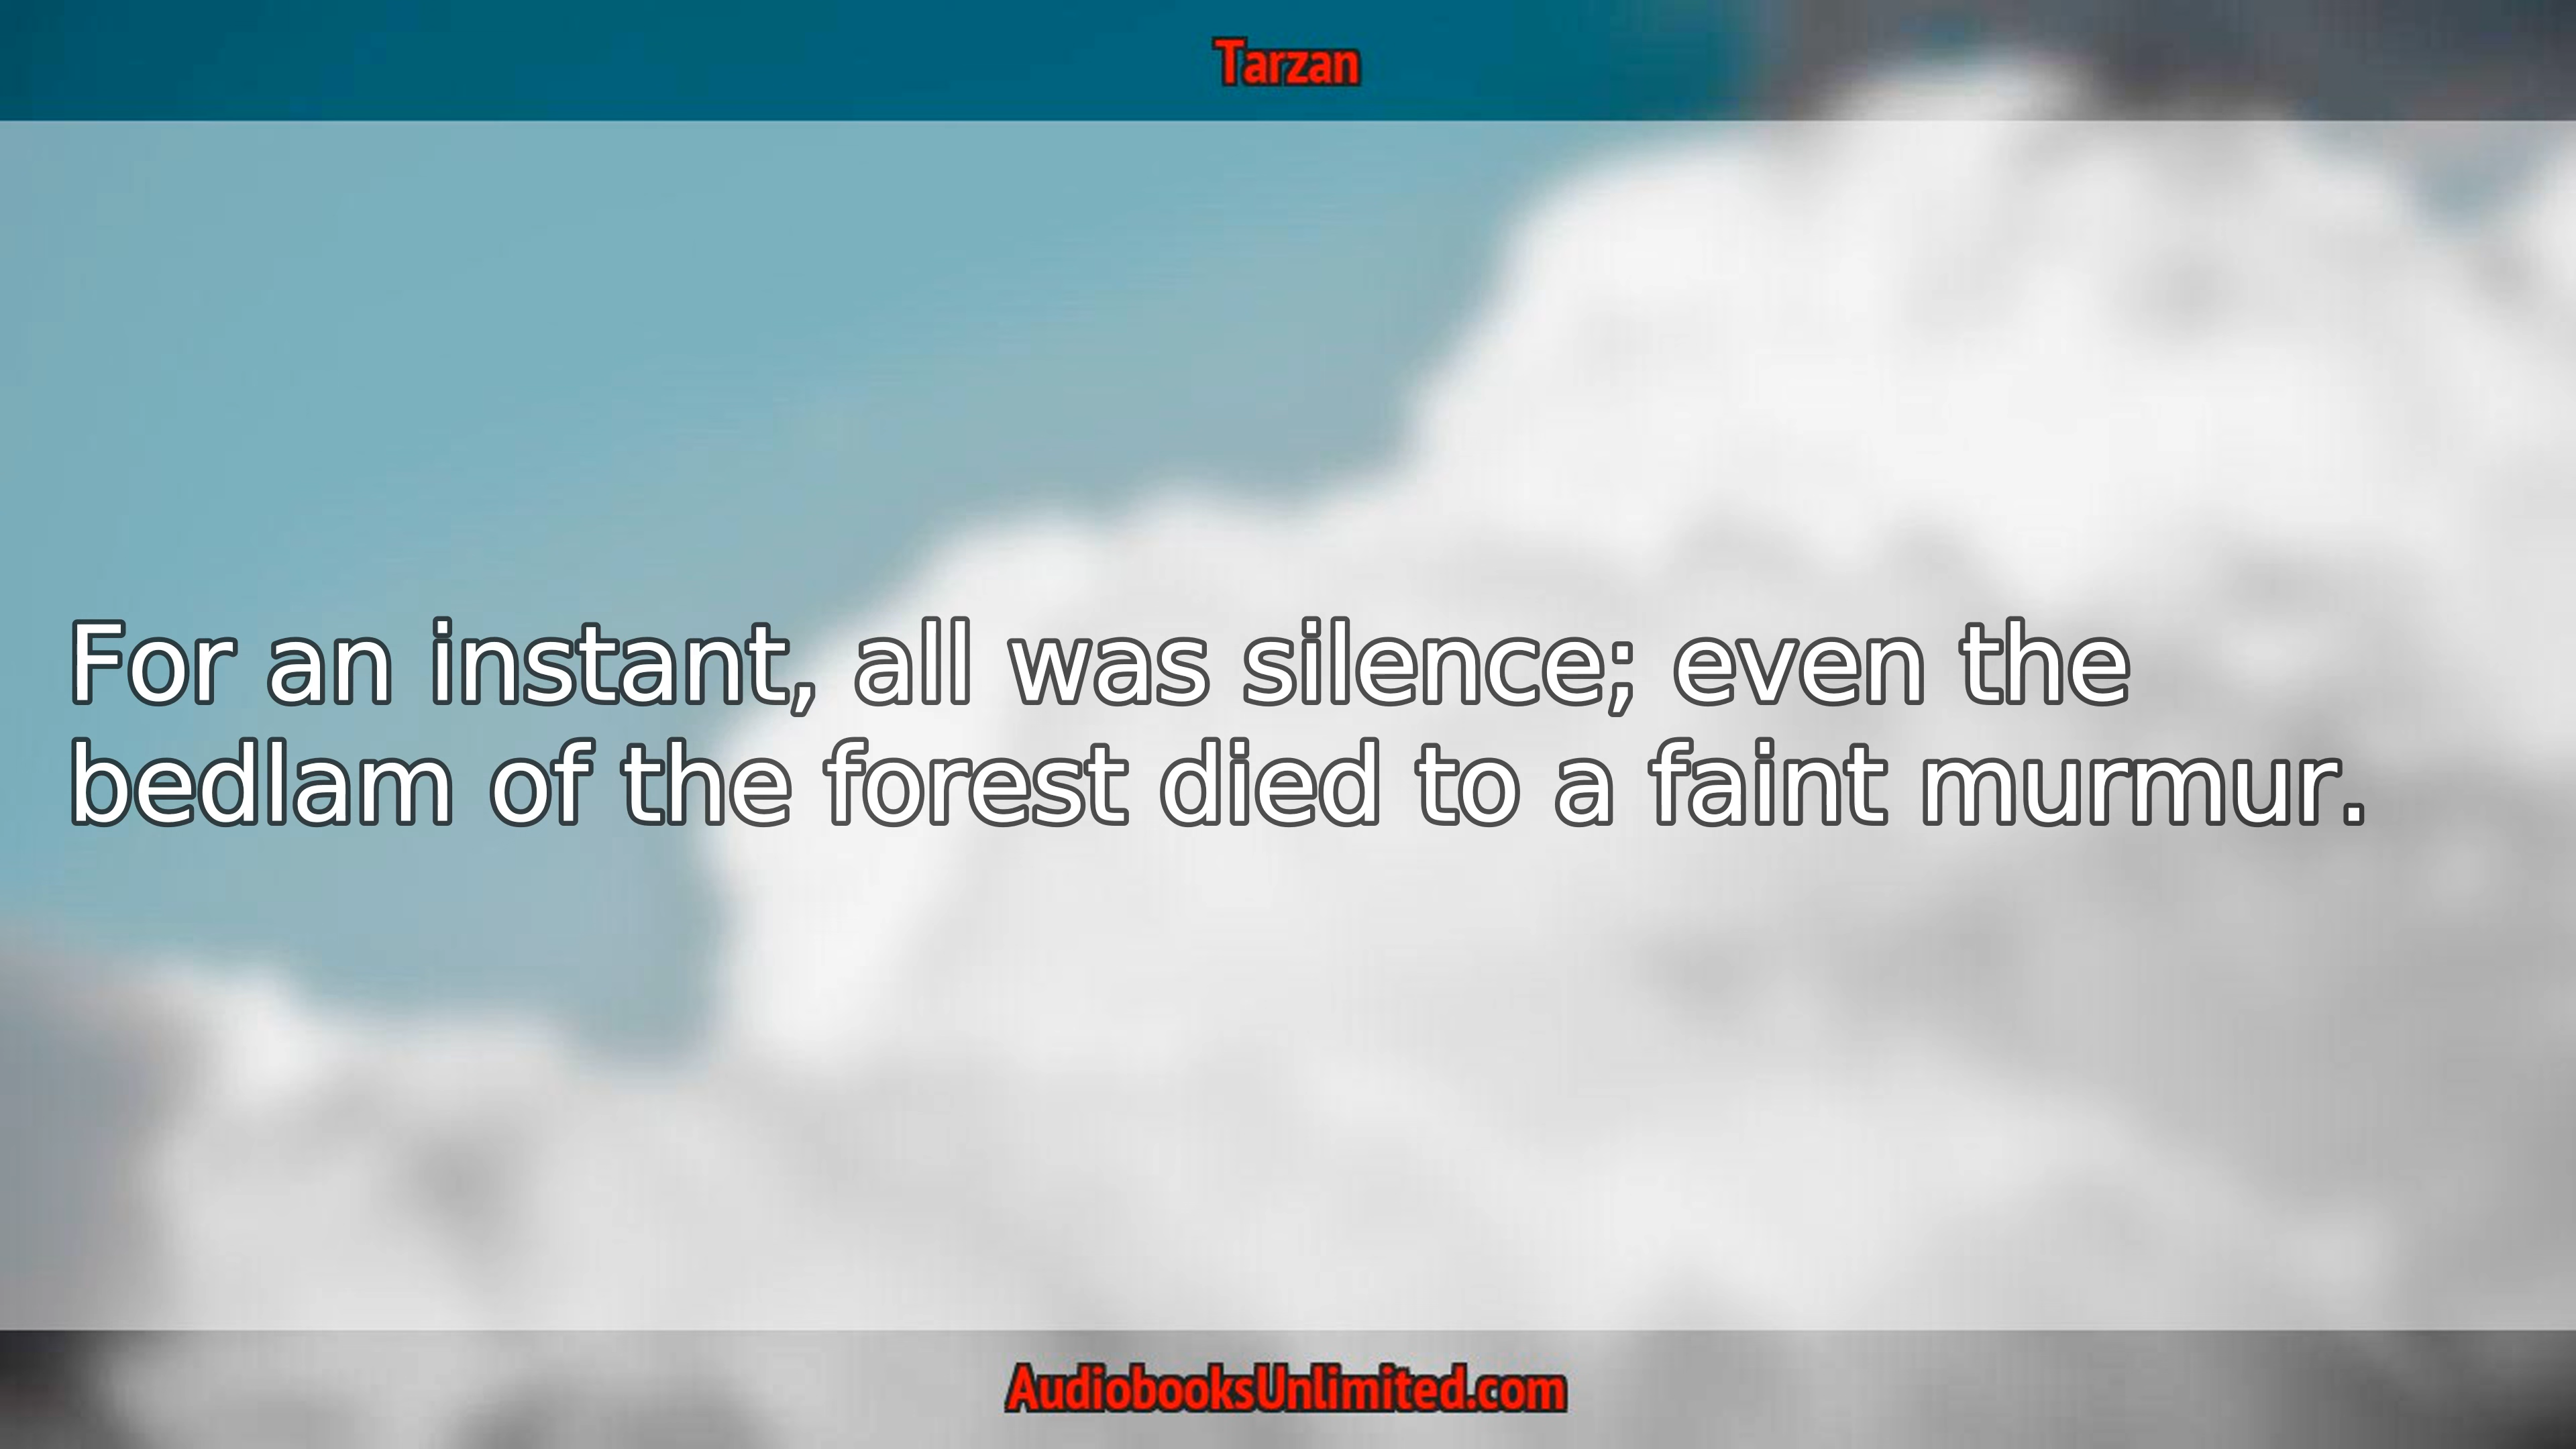 Tarzan
For an instant, all was silence; even the
bedlam of the forest died to a faint murmur.
AudiobooksUnlimited.com